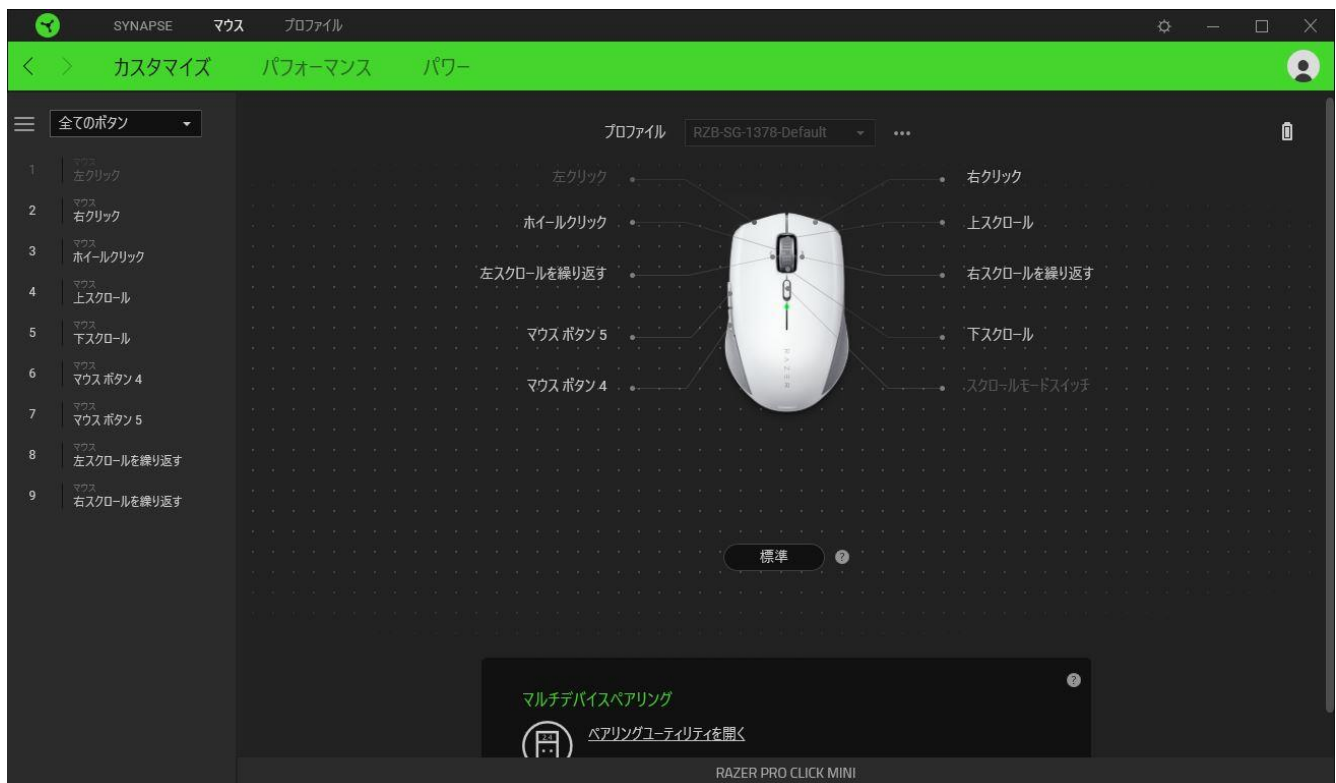 SYNAPSE マウス プロファイル
カスタマイズ パフォーマンス パワー
全てのボタン
プロファイル RZB-SG-1378-Default
1 マウス 左クリック
2 マウス 右クリック
3 マウス ホイールクリック
4 マウス 上スクロール
5 マウス 下スクロール
6 マウス マウス ボタン 4
7 マウス マウス ボタン 5
8 マウス 左スクロールを繰り返す
9 マウス 右スクロールを繰り返す
左クリック
ホイールクリック
左スクロールを繰り返す
マウス ボタン 5
マウス ボタン 4
右クリック
上スクロール
右スクロールを繰り返す
下スクロール
スクロールモードスイッチ
RAZER
標準 ?
マルチデバイスペアリング ?
2.4
ペアリングユーティリティを開く
RAZER PRO CLICK MINI